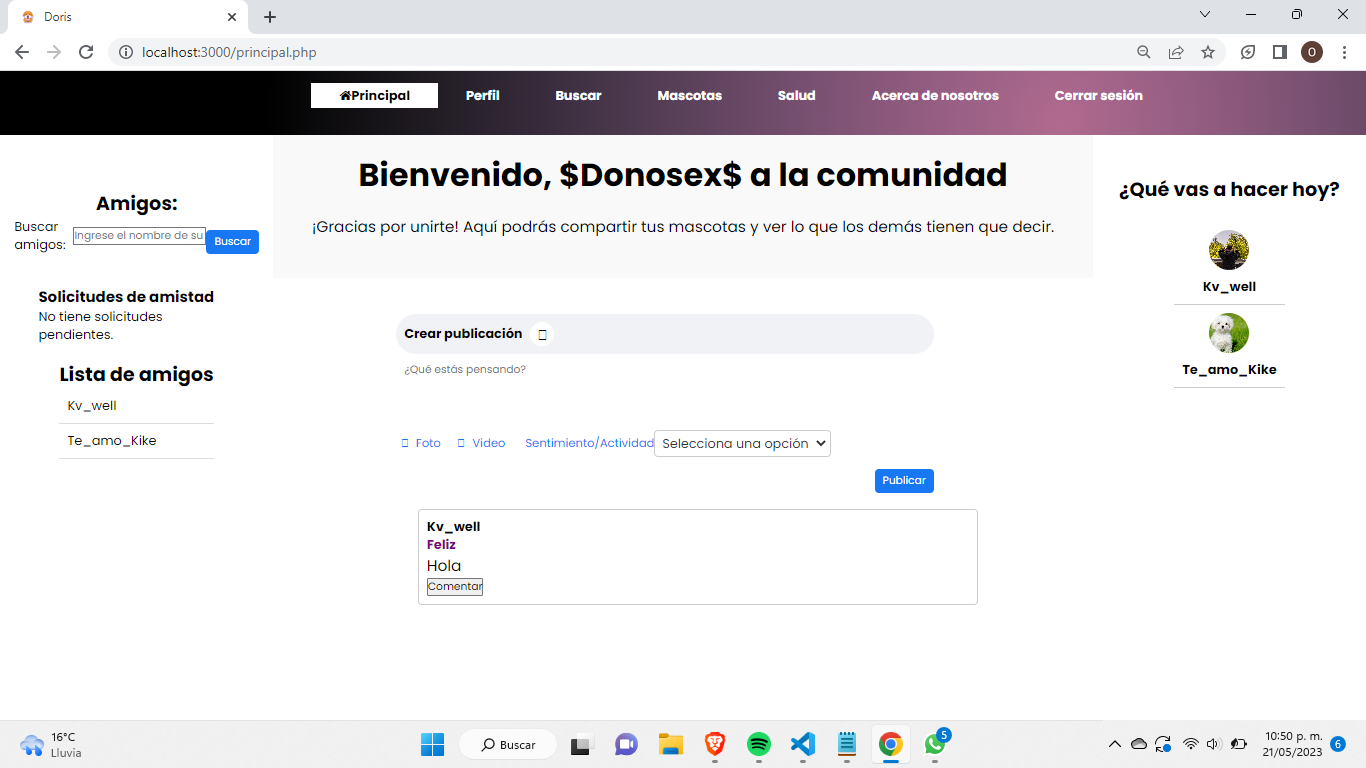 Doris
localhost:3000/principal.php
O
Principal Perfil Buscar Mascotas Salud Acerca de nosotros Cerrar sesión
Bienvenido, $Donosex$ a la comunidad
¡Gracias por unirte! Aquí podrás compartir tus mascotas y ver lo que los demás tienen que decir.
Amigos:
Buscar
amigos:
Ingrese el nombre de su
Buscar
Solicitudes de amistad
No tiene solicitudes
pendientes.
Lista de amigos
Kv_well
Te_amo_Kike
Crear publicación
¿Qué estás pensando?
Foto Video Sentimiento/Actividad Selecciona una opción
Publicar
Kv_well
Feliz
Hola
Comentar
¿Qué vas a hacer hoy?
Kv_well
Te_amo_Kike
16°C
Lluvia
Buscar
5
10:50 p. m.
21/05/2023
6